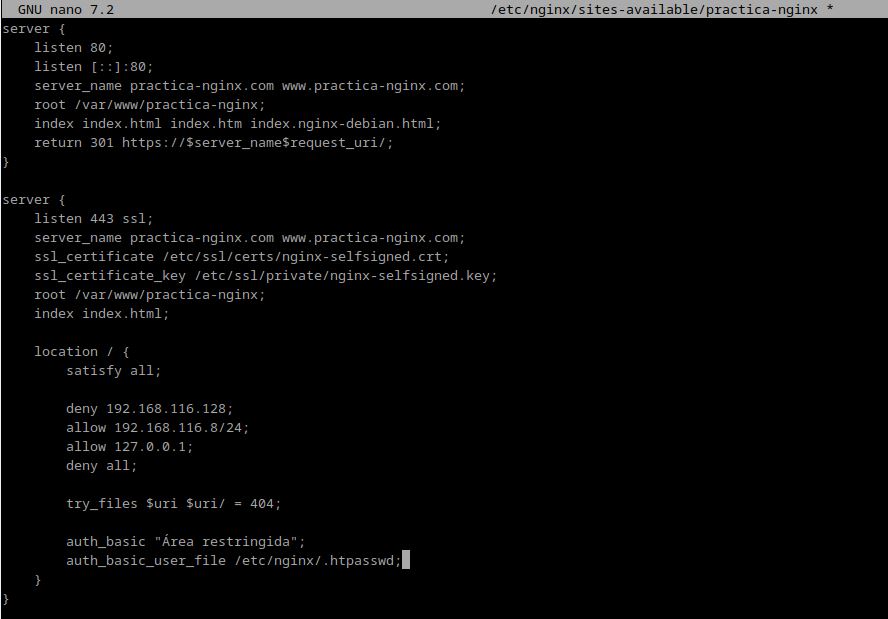 GNU nano 7.2 /etc/nginx/sites-available/practica-nginx *
server {
    listen 80;
    listen [::]:80;
    server_name practica-nginx.com www.practica-nginx.com;
    root /var/www/practica-nginx;
    index index.html index.htm index.nginx-debian.html;
    return 301 https://$server_name$request_uri/;
}

server {
    listen 443 ssl;
    server_name practica-nginx.com www.practica-nginx.com;
    ssl_certificate /etc/ssl/certs/nginx-selfsigned.crt;
    ssl_certificate_key /etc/ssl/private/nginx-selfsigned.key;
    root /var/www/practica-nginx;
    index index.html;

    location / {
        satisfy all;

        deny 192.168.116.128;
        allow 192.168.116.8/24;
        allow 127.0.0.1;
        deny all;

        try_files $uri $uri/ = 404;

        auth_basic "Área restringida";
        auth_basic_user_file /etc/nginx/.htpasswd;
    }
}